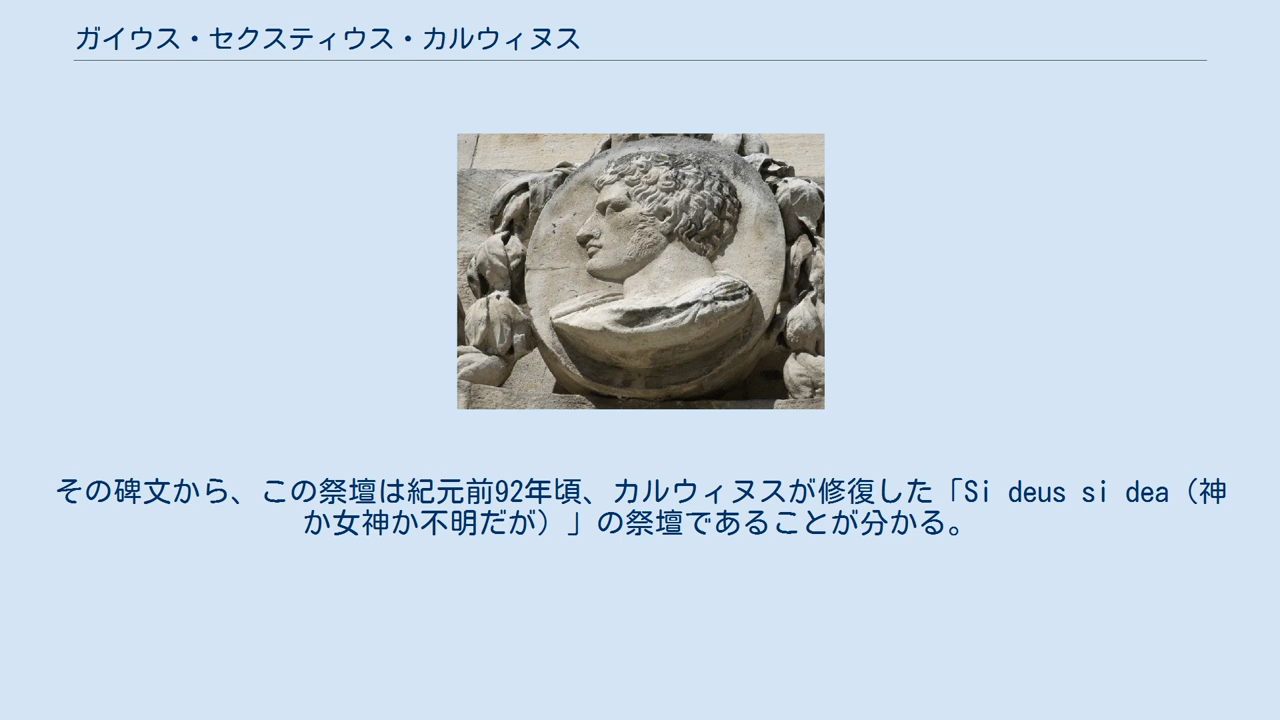 ガイウス・セクスティウス・カルウィヌス
その碑文から、この祭壇は紀元前92年頃、カルウィヌスが修復した「Si deus si dea（神
か女神か不明だが）」の祭壇であることが分かる。